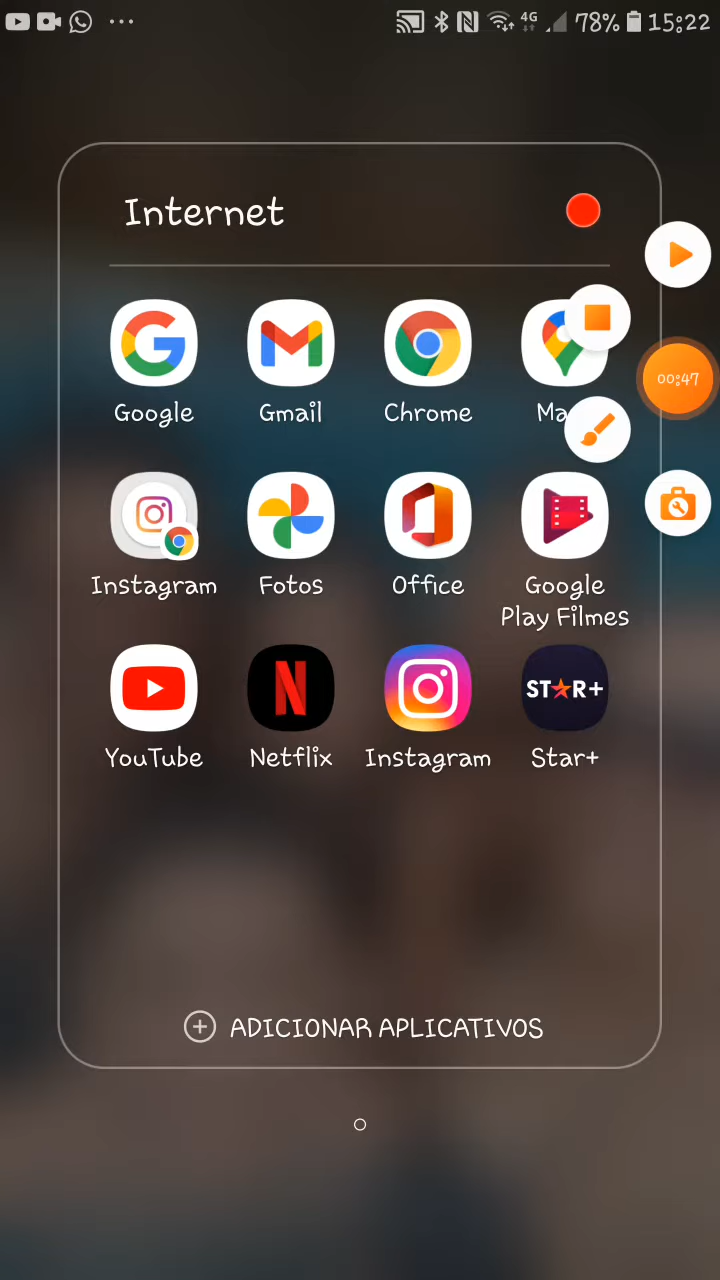 4G 78% 15:22
Internet
00:47
Google Gmail Chrome Ma
Instagram Fotos Office Google
Play Filmes
N ST★R+
YouTube Netflix Instagram Star+
ADICIONAR APLICATIVOS